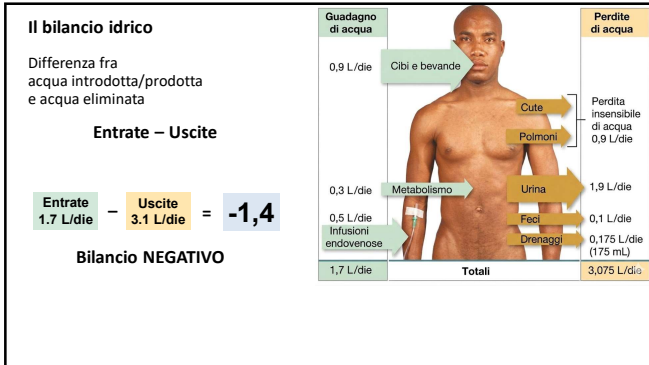 Il bilancio idrico
Differenza fra
acqua introdotta/prodotta
e acqua eliminata
Entrate – Uscite
Entrate
1.7 L/die
–
Uscite
3.1 L/die
=
-1,4
Bilancio NEGATIVO
Guadagno
di acqua
Perdite
di acqua
0,9 L/die
Cibi e bevande
Cute
Polmoni
Perdita
insensibile
di acqua
0,9 L/die
0,3 L/die
Metabolismo
Urina
1,9 L/die
0,5 L/die
Infusioni
endovenose
Feci
0,1 L/die
Drenaggi
0,175 L/die
(175 mL)
1,7 L/die
Totali
3,075 L/die